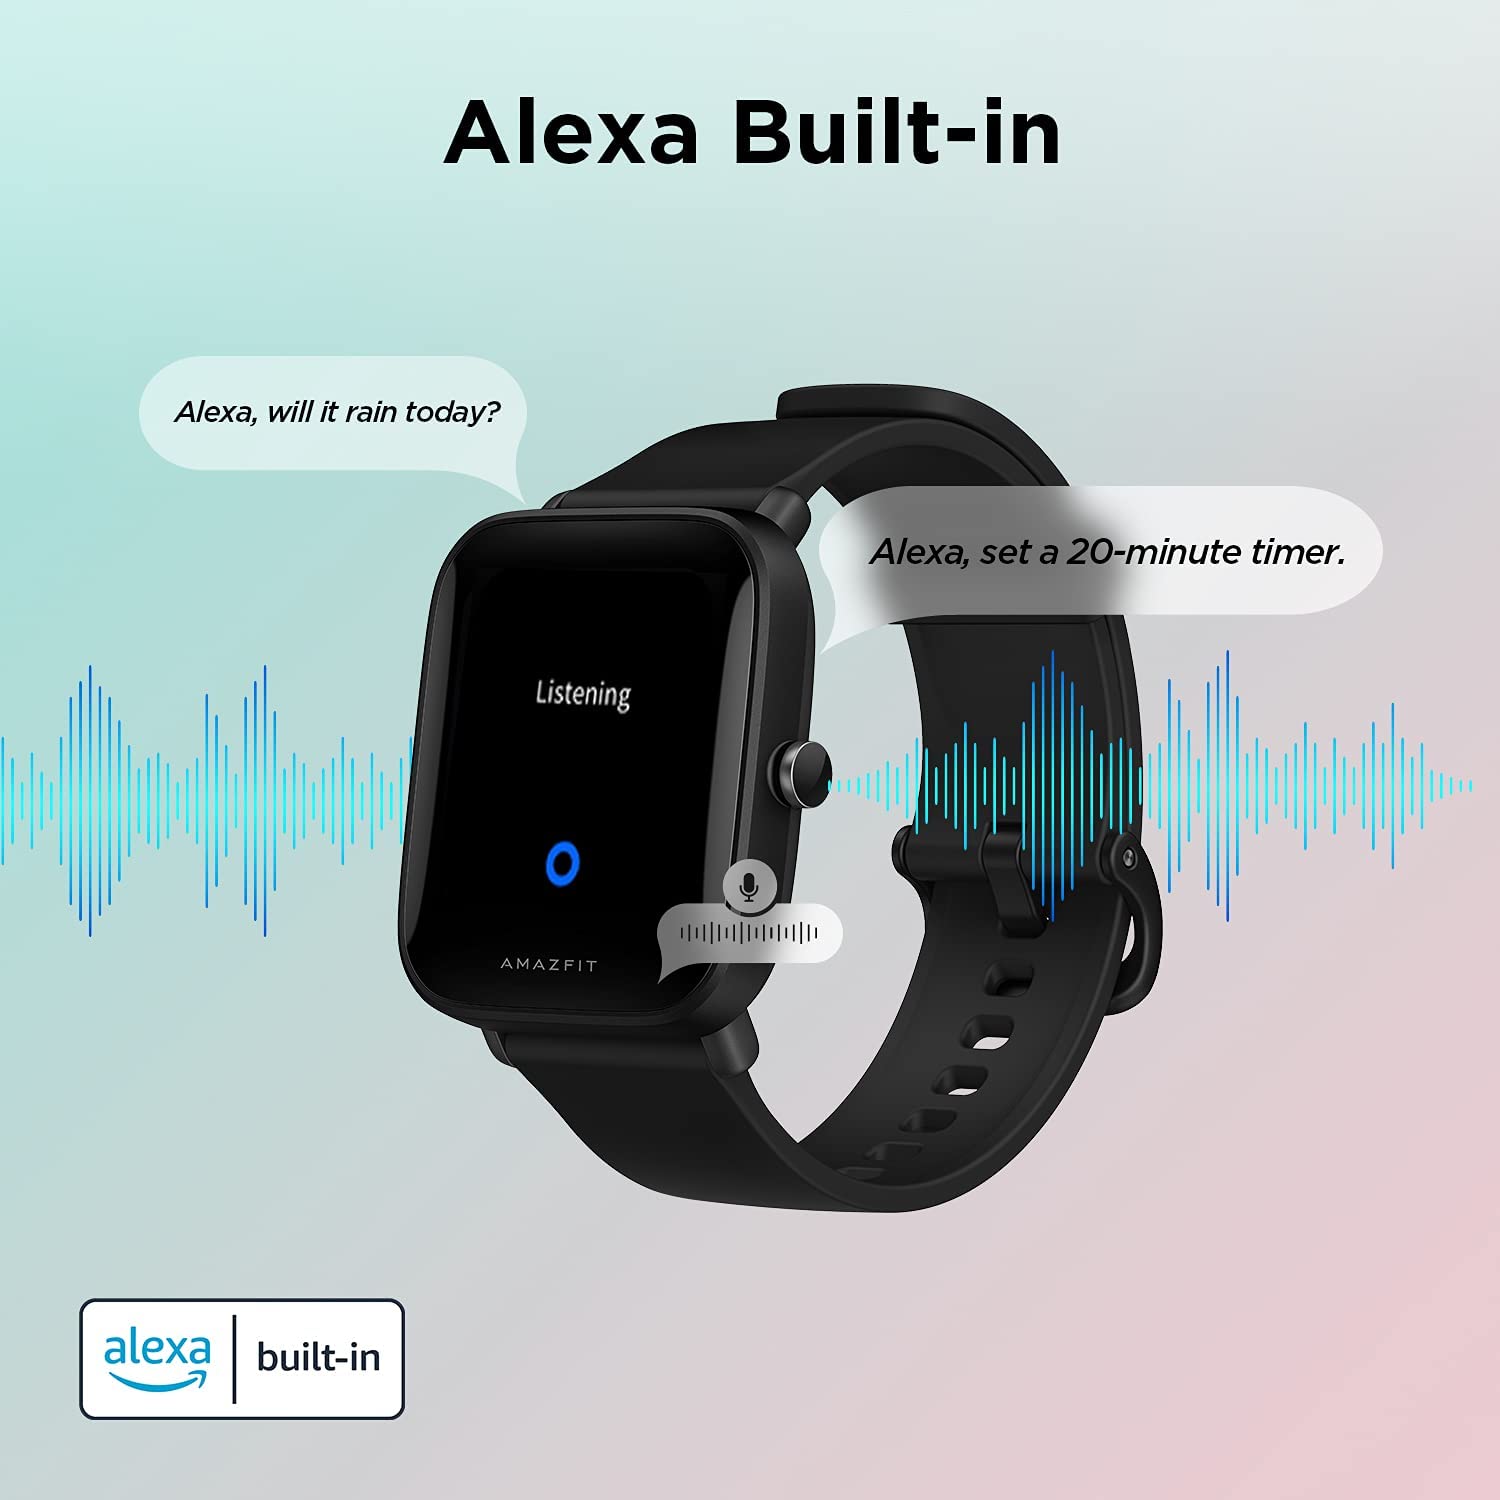 Alexa Built-in
Alexa, will it rain today?
Alexa, set a 20-minute timer.
Listening
AMAZFIT
alexa | built-in